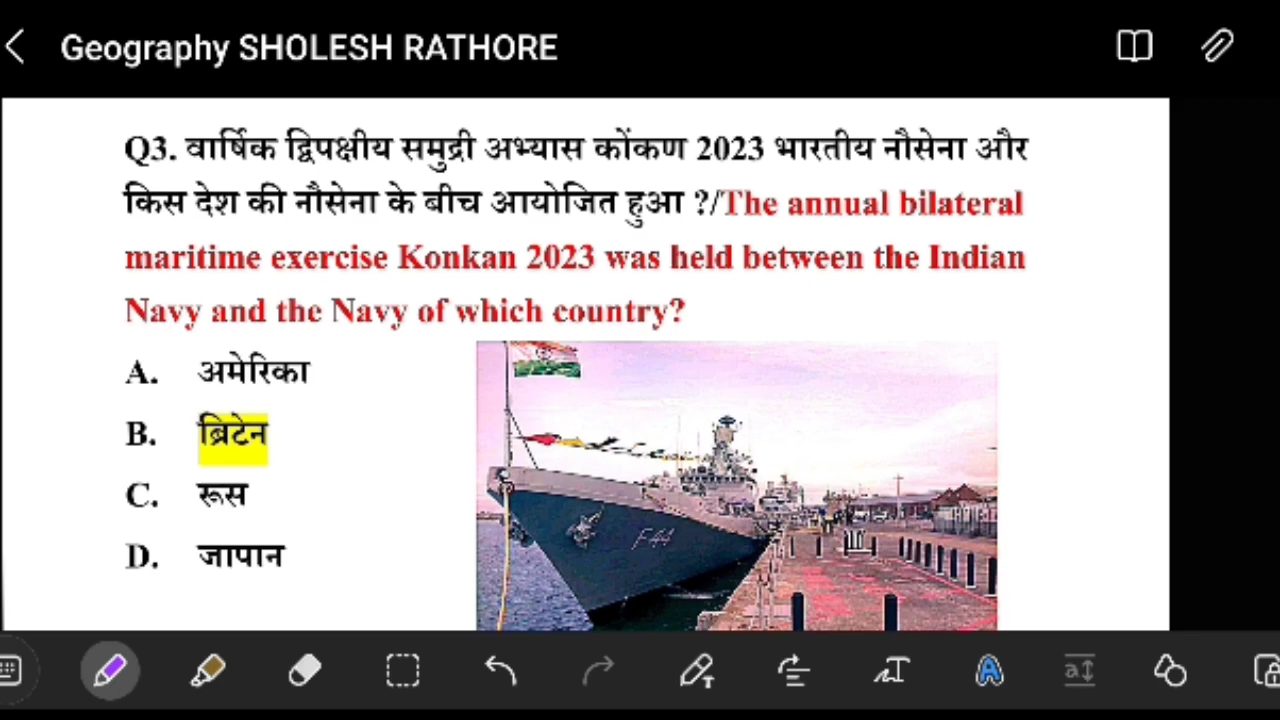 Geography SHOLESH RATHORE
Q3. वार्षिक द्विपक्षीय समुद्री अभ्यास कोंकण 2023 भारतीय नौसेना और
किस देश की नौसेना के बीच आयोजित हुआ ?/The annual bilateral
maritime exercise Konkan 2023 was held between the Indian
Navy and the Navy of which country?
A. अमेरिका
B. ब्रिटेन
C. रूस
D. जापान
F44